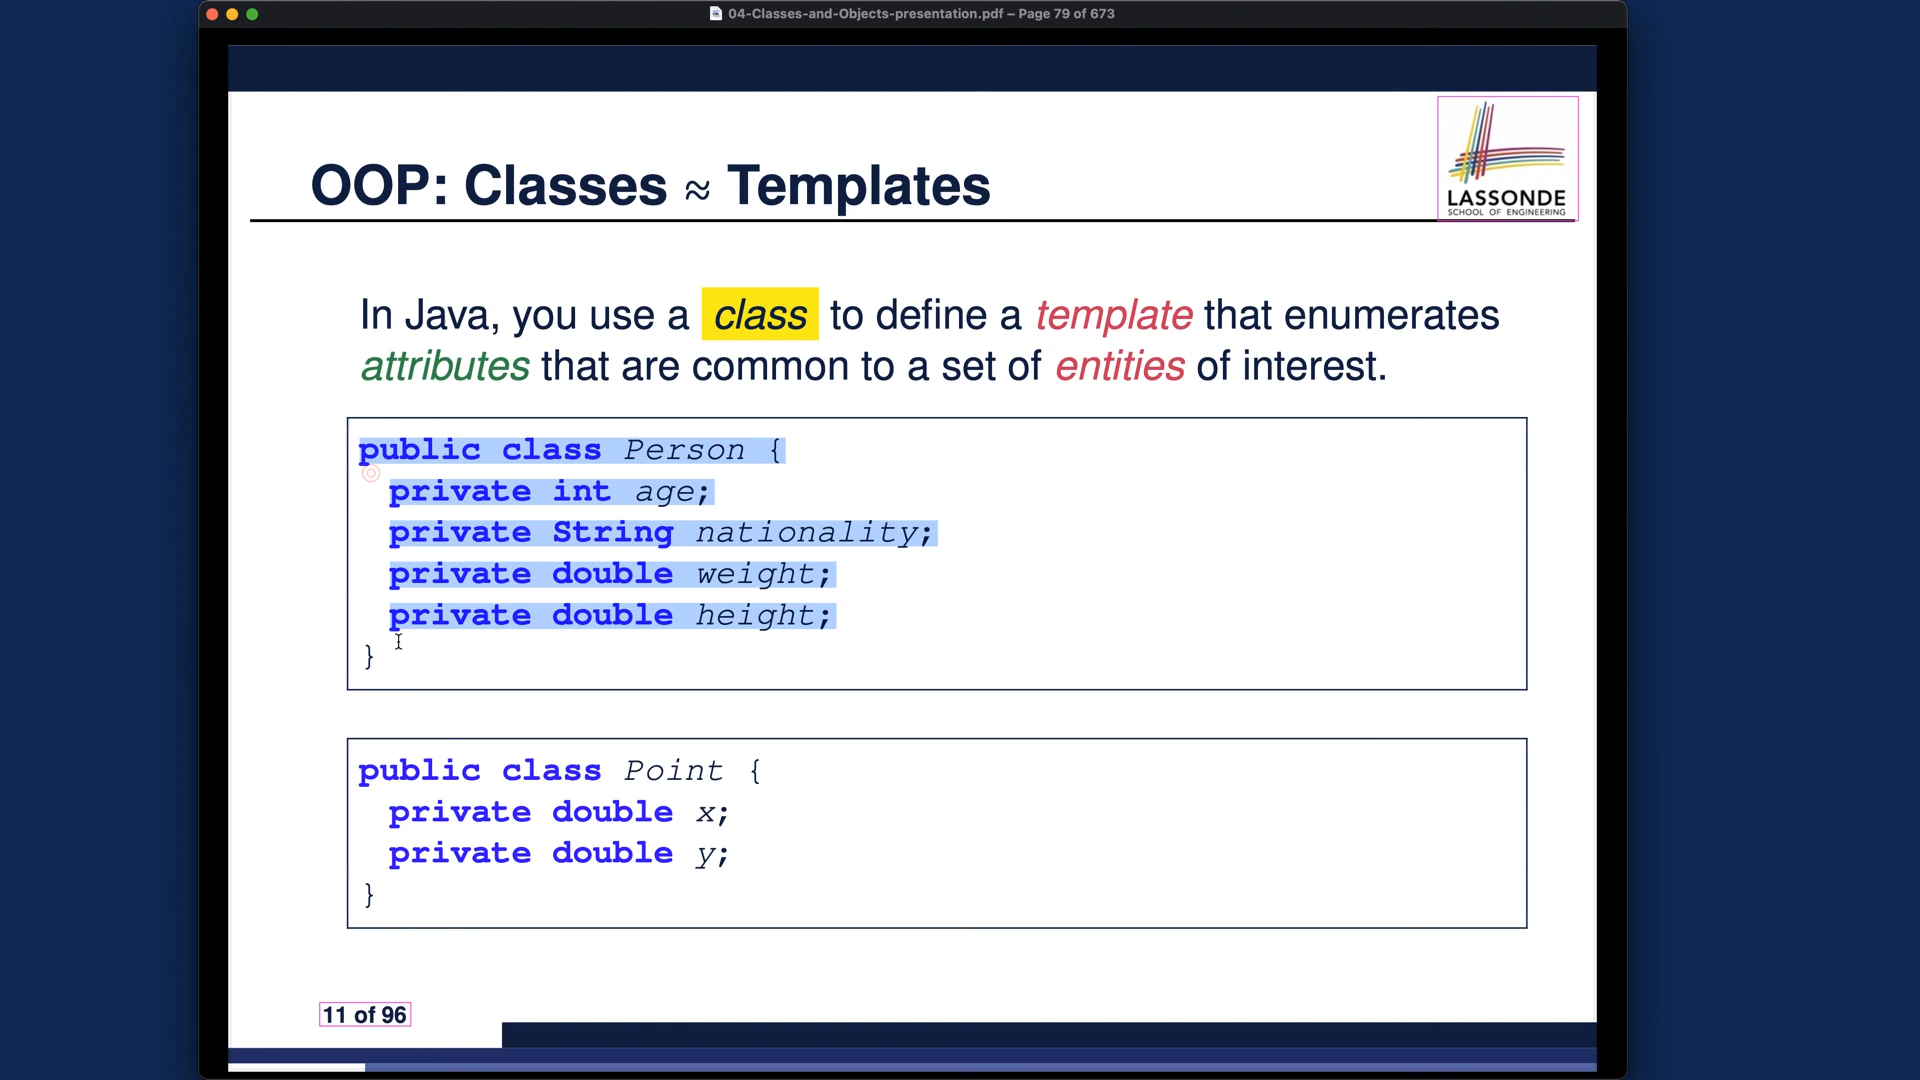 04-Classes-and-Objects-presentation.pdf – Page 79 of 673
OOP: Classes ≈ Templates
LASSONDE
SCHOOL OF ENGINEERING
In Java, you use a class to define a template that enumerates
attributes that are common to a set of entities of interest.
public class Person {
  private int age;
  private String nationality;
  private double weight;
  private double height;
}
public class Point {
  private double x;
  private double y;
}
11 of 96